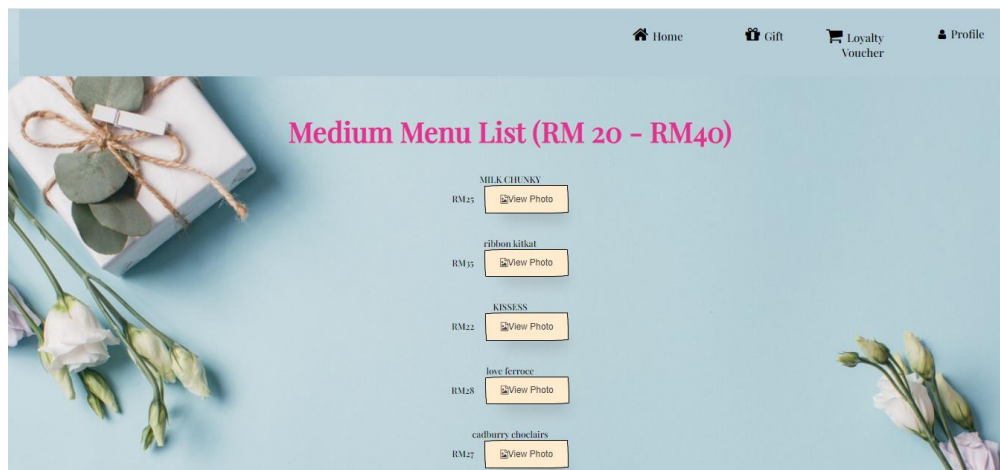 Home
Gift
Loyalty
Voucher
Profile
Medium Menu List (RM 20 - RM40)
MILK CHUNKY
RM25 View Photo
ribbon kitkat
RM35 View Photo
KISSESS
RM22 View Photo
love ferroce
RM28 View Photo
cadburry choclairs
RM27 View Photo